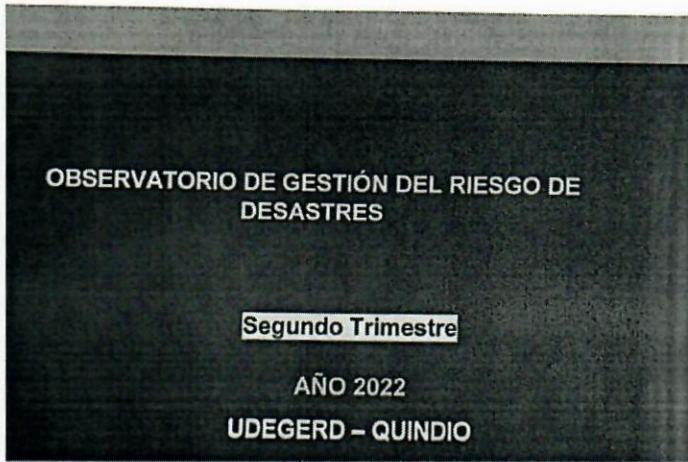 OBSERVATORIO DE GESTIÓN DEL RIESGO DE
DESASTRES
Segundo Trimestre
AÑO 2022
UDEGERD – QUINDIO